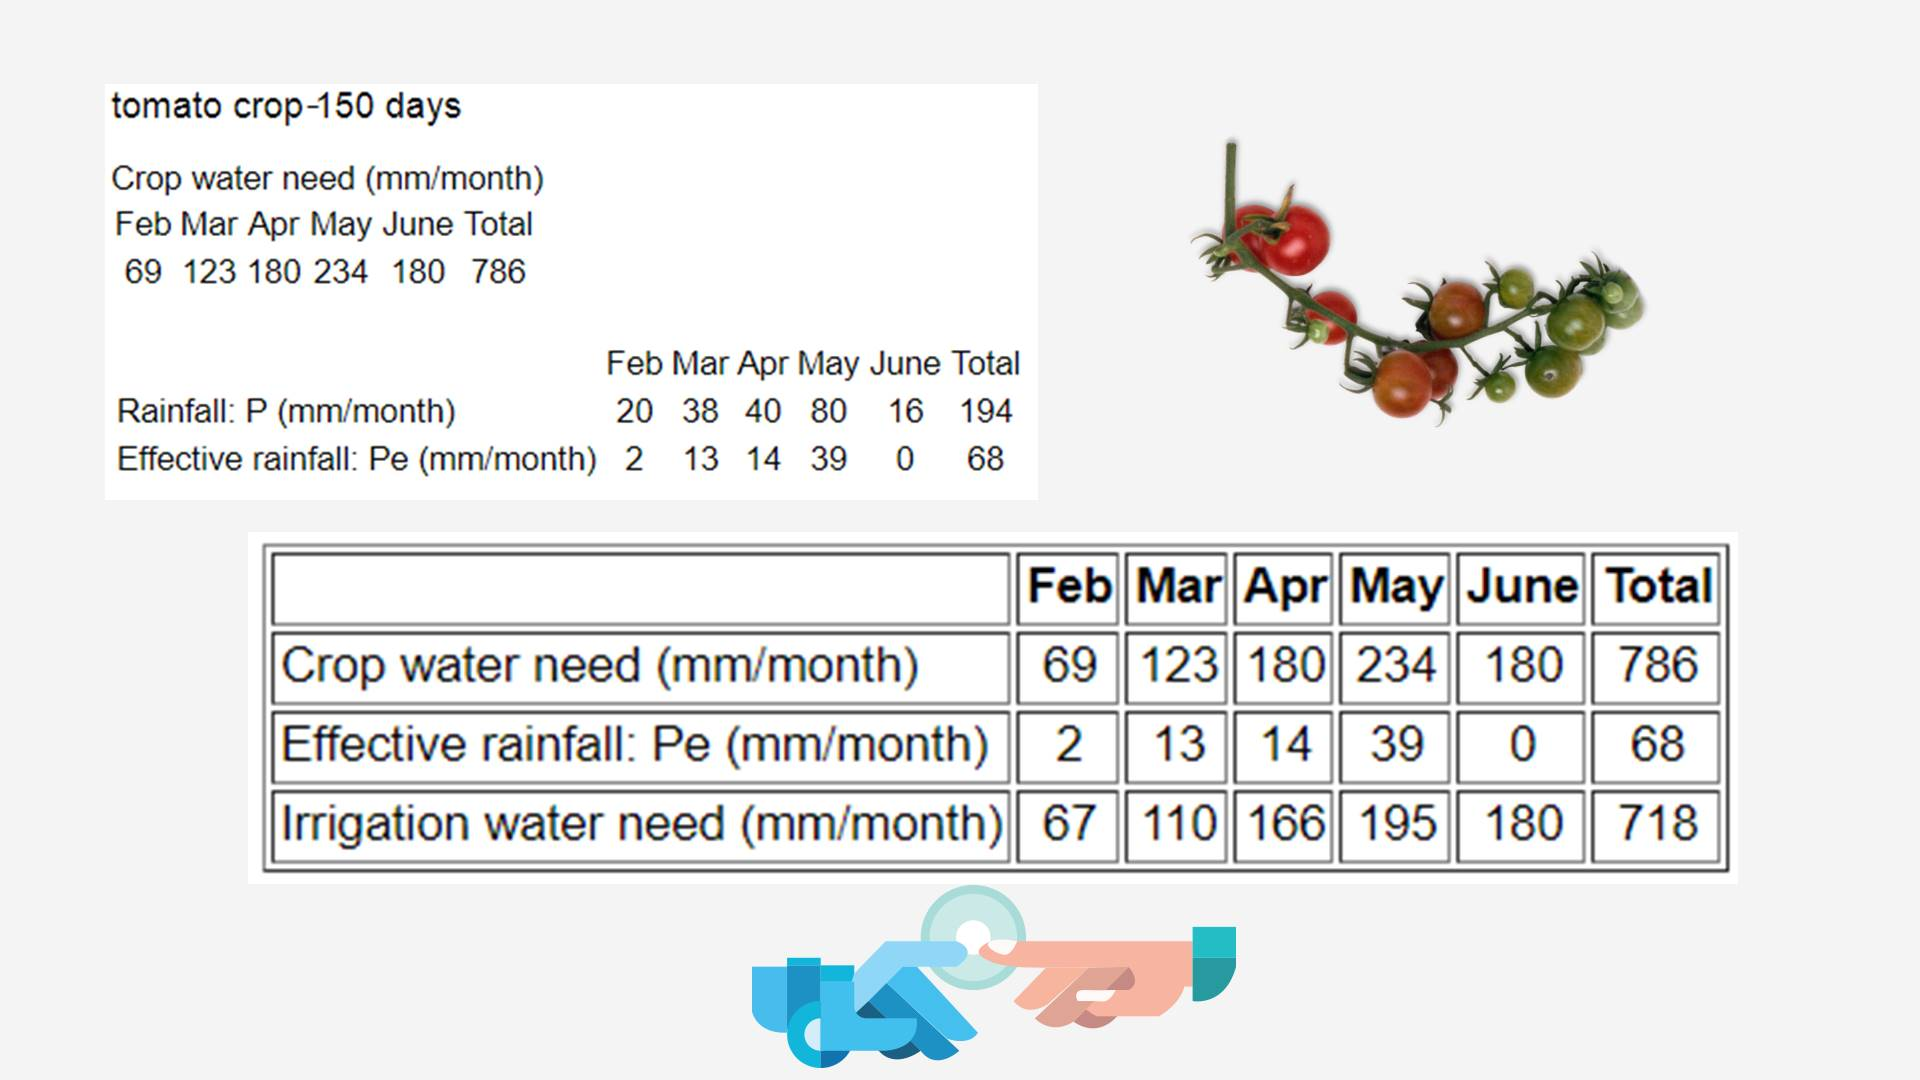 tomato crop-150 days
Crop water need (mm/month)
Feb Mar Apr May June Total
69 123 180 234 180 786
Feb Mar Apr May June Total
Rainfall: P (mm/month) 20 38 40 80 16 194
Effective rainfall: Pe (mm/month) 2 13 14 39 0 68
Feb Mar Apr May June Total
Crop water need (mm/month) 69 123 180 234 180 786
Effective rainfall: Pe (mm/month) 2 13 14 39 0 68
Irrigation water need (mm/month) 67 110 166 195 180 718